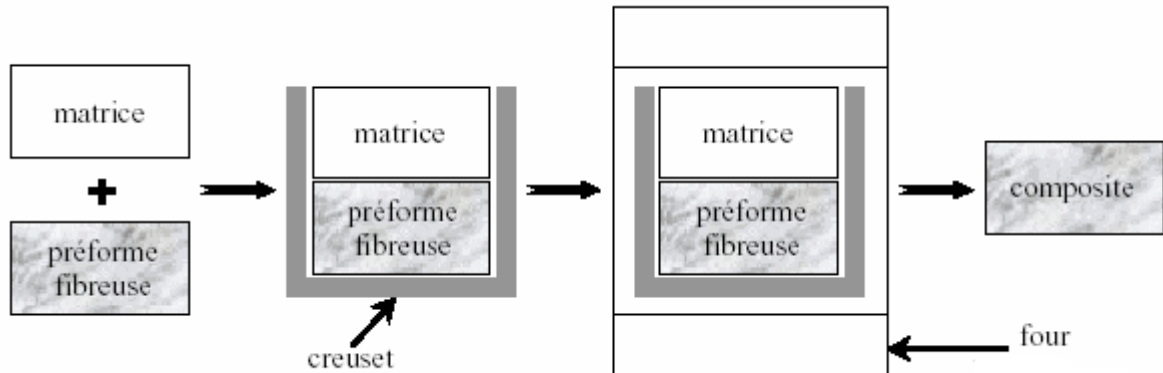 matrice
préforme
fibreuse
matrice
préforme
fibreuse
creuset
matrice
préforme
fibreuse
four
composite